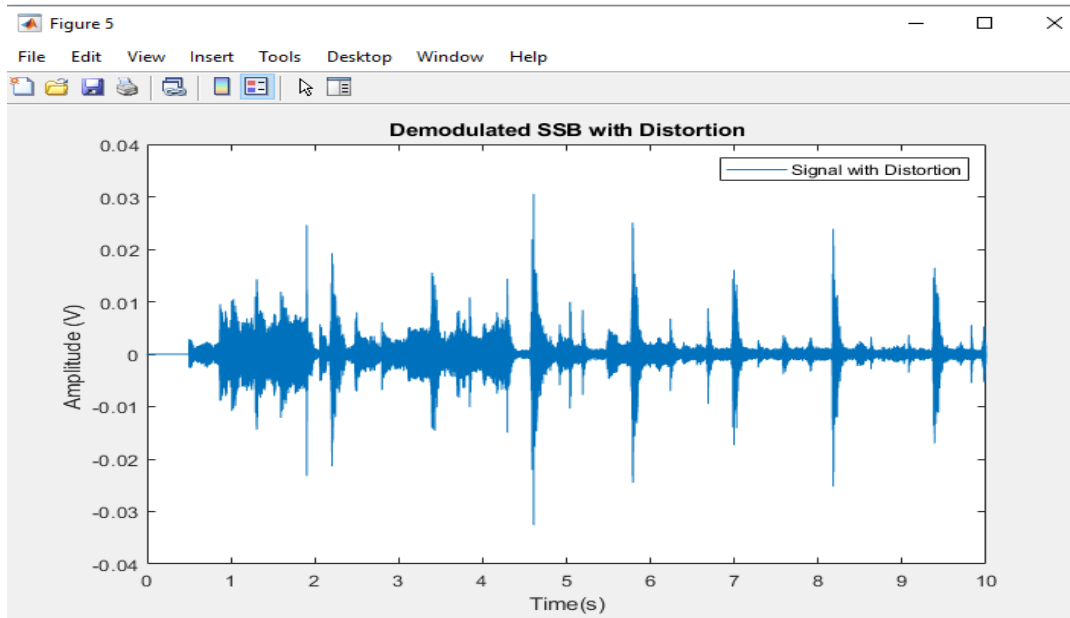 Figure 5
File Edit View Insert Tools Desktop Window Help
Demodulated SSB with Distortion
Signal with Distortion
0.04
0.03
0.02
0.01
0
-0.01
-0.02
-0.03
-0.04
Amplitude (V)
0 1 2 3 4 5 6 7 8 9 10
Time(s)